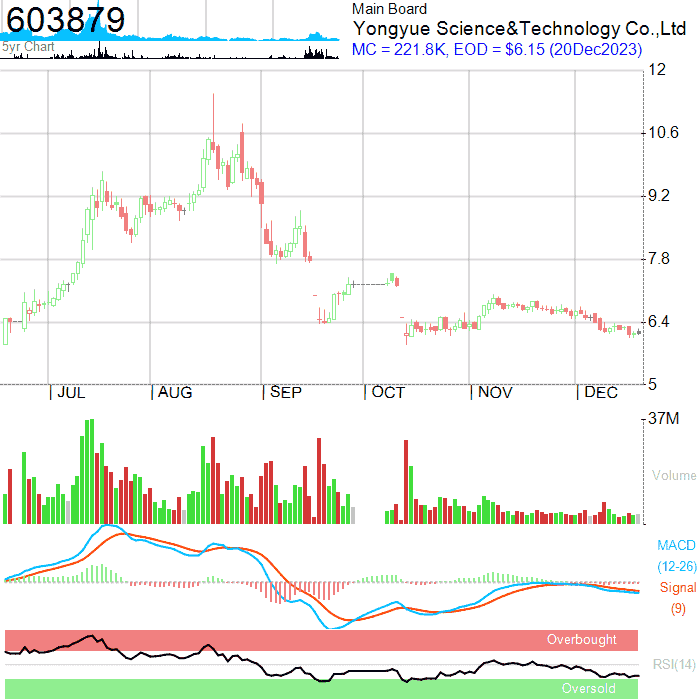 603879
5yr Chart
Main Board
Yongyue Science&Technology Co.,Ltd
MC = 221.8K, EOD = $6.15 (20Dec2023)
12
10.6
9.2
7.8
6.4
5
JUL AUG SEP OCT NOV DEC
37M
Volume
MACD
(12-26)
Signal
(9)
Overbought
RSI(14)
Oversold